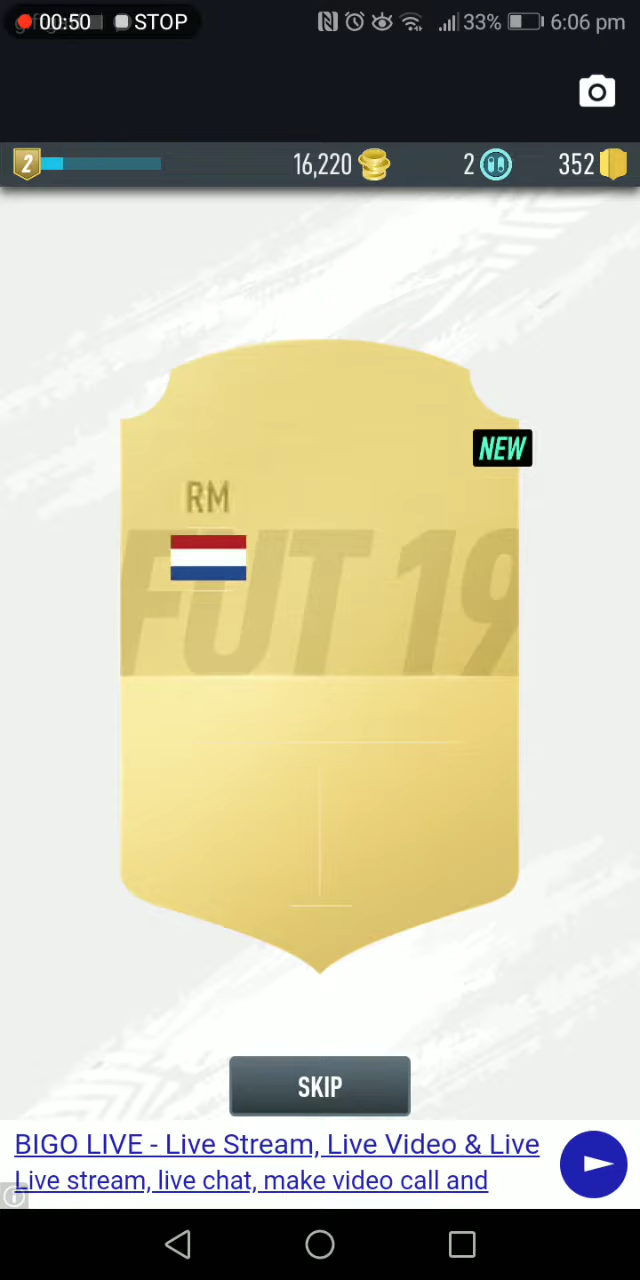 00:50 STOP 33% 6:06 pm
2 16,220 2 352
NEW
RM
FUT 19
SKIP
BIGO LIVE - Live Stream, Live Video & Live
Live stream, live chat, make video call and